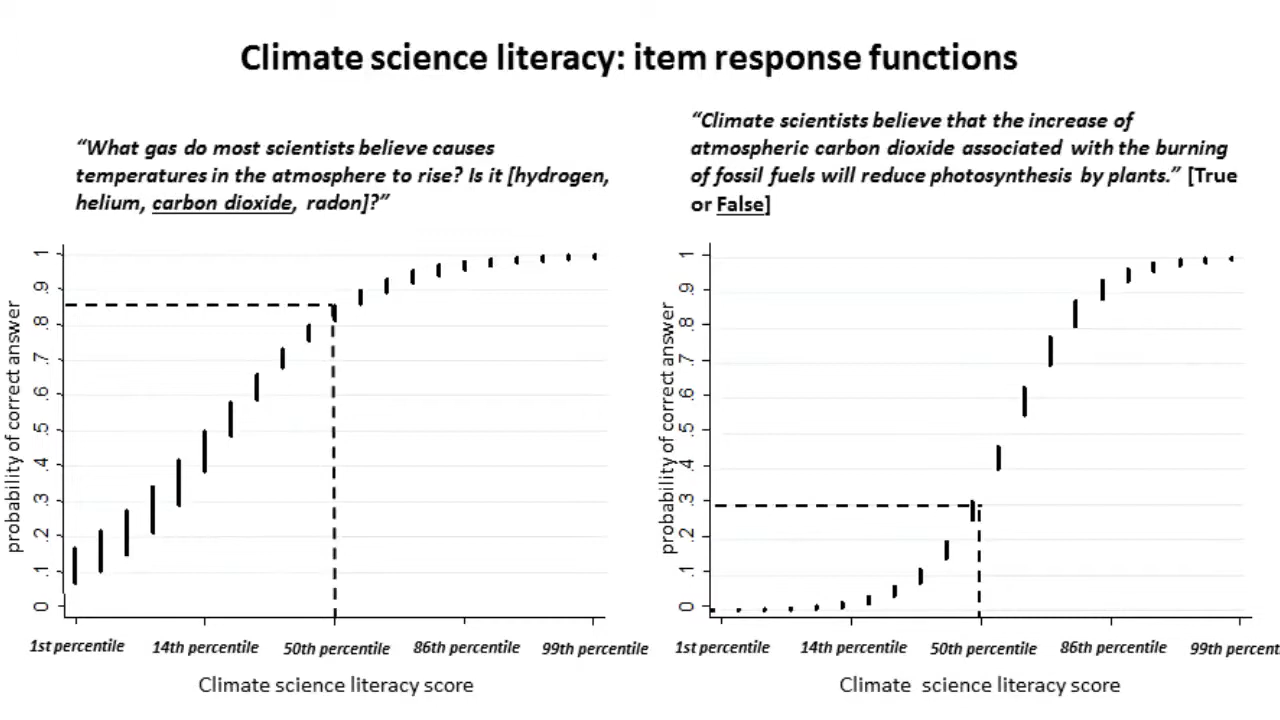 Climate science literacy: item response functions
“What gas do most scientists believe causes
temperatures in the atmosphere to rise? Is it [hydrogen,
helium, carbon dioxide, radon]?”
“Climate scientists believe that the increase of
atmospheric carbon dioxide associated with the burning
of fossil fuels will reduce photosynthesis by plants.” [True
or False]
probability of correct answer
1
.9
.8
.7
.6
.5
.4
.3
.2
.1
0
1st percentile 14th percentile 50th percentile 86th percentile 99th percentile
Climate science literacy score
probability of correct answer
1
.9
.8
.7
.6
.5
.4
.3
.2
.1
0
1st percentile 14th percentile 50th percentile 86th percentile 99th percent
Climate science literacy score